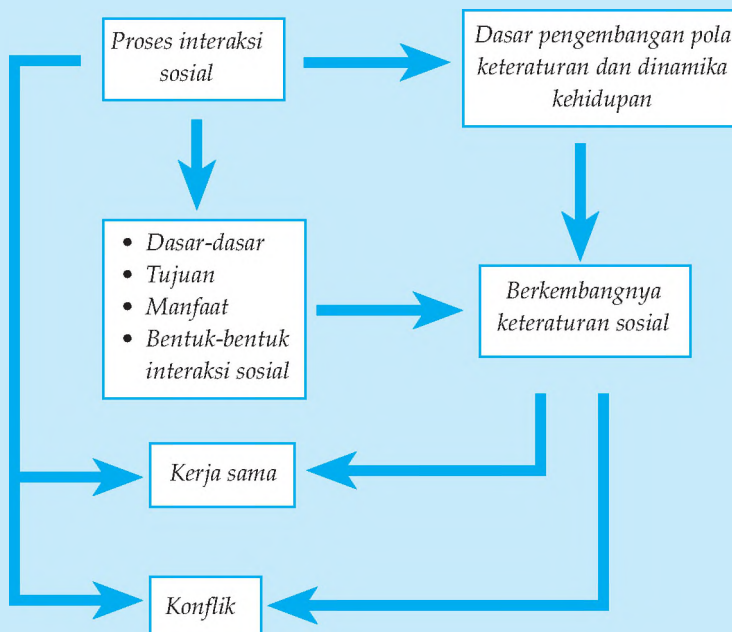 Proses interaksi
sosial
Dasar pengembangan pola
keteraturan dan dinamika
kehidupan
• Dasar-dasar
• Tujuan
• Manfaat
• Bentuk-bentuk
interaksi sosial
Berkembangnya
keteraturan sosial
Kerja sama
Konflik